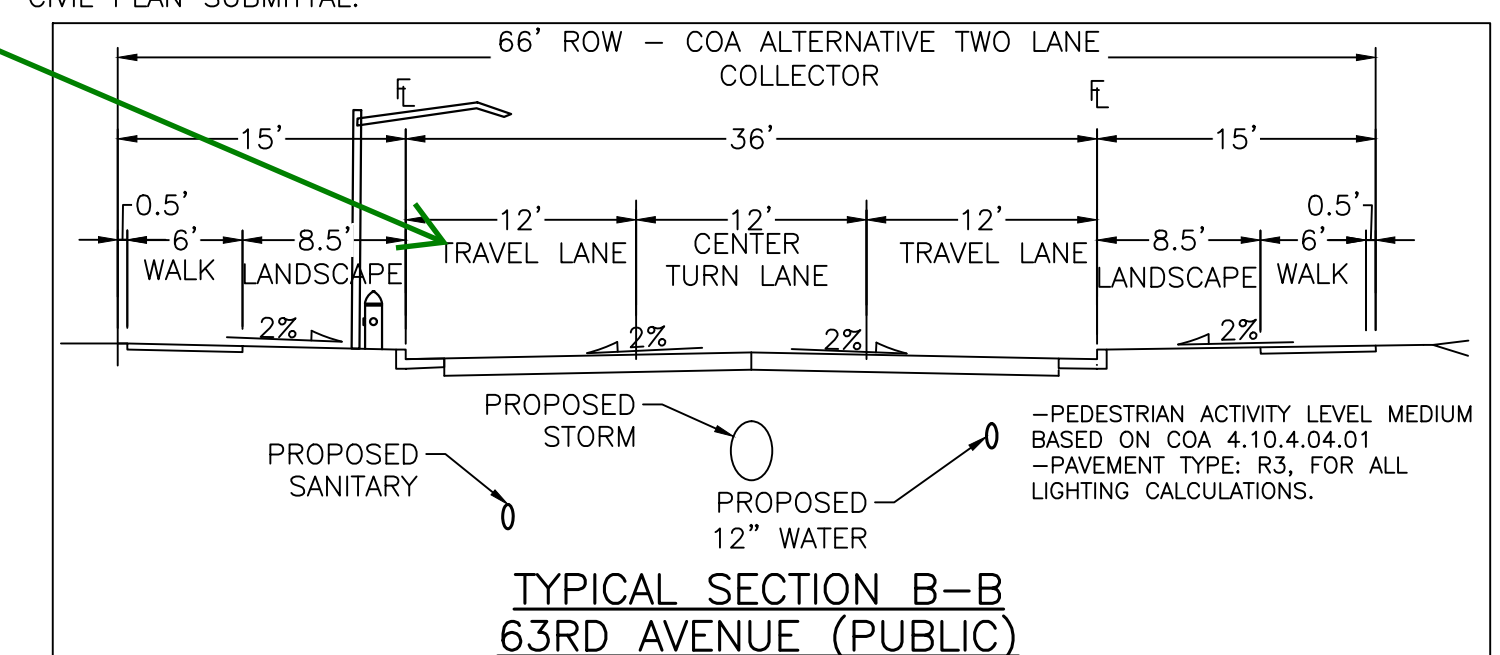 CIVIL PLAN SUBMITTAL.
66' ROW – COA ALTERNATIVE TWO LANE
COLLECTOR
FL
FL
15'
36'
15'
0.5'
12'
12'
12'
0.5'
6'
8.5'
8.5'
6'
WALK
LANDSCAPE
TRAVEL LANE
CENTER
TURN LANE
TRAVEL LANE
LANDSCAPE
WALK
2%
2%
2%
2%
PROPOSED
STORM
PROPOSED
SANITARY
PROPOSED
12" WATER
–PEDESTRIAN ACTIVITY LEVEL MEDIUM
BASED ON COA 4.10.4.04.01
–PAVEMENT TYPE: R3, FOR ALL
LIGHTING CALCULATIONS.
TYPICAL SECTION B–B
63RD AVENUE (PUBLIC)